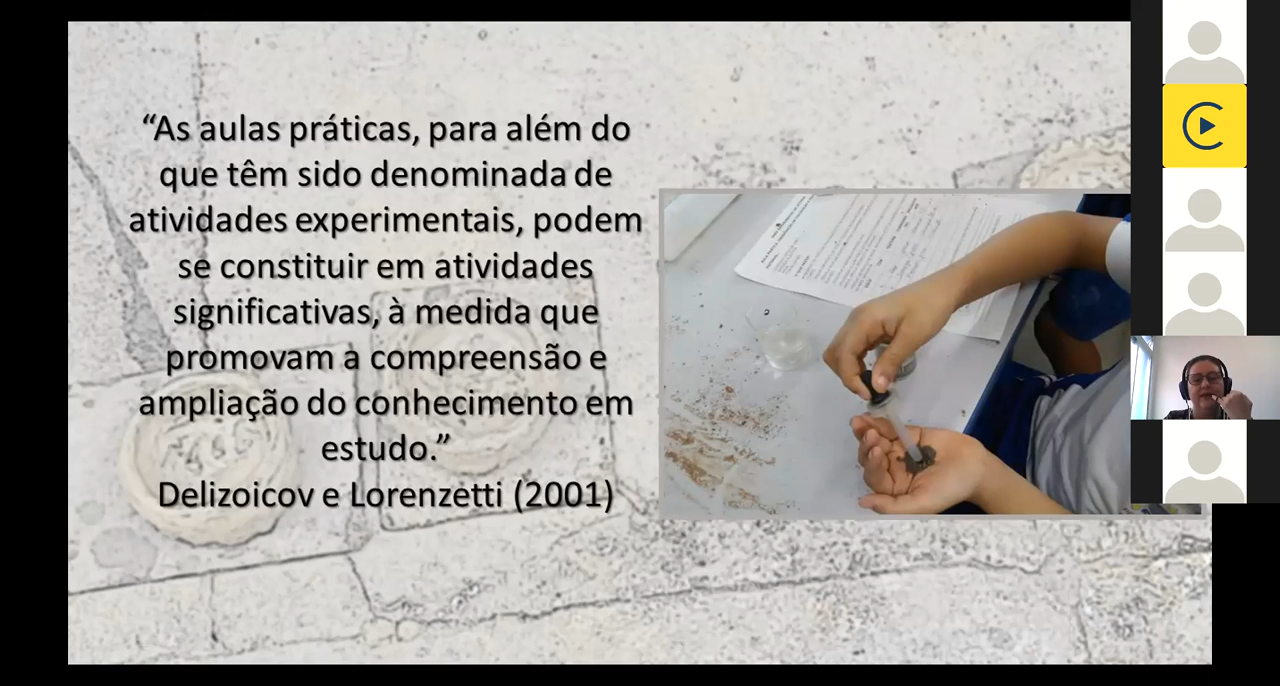 “As aulas práticas, para além do
que têm sido denominada de
atividades experimentais, podem
se constituir em atividades
significativas, à medida que
promovam a compreensão e
ampliação do conhecimento em
estudo.”
Delizoicov e Lorenzetti (2001)